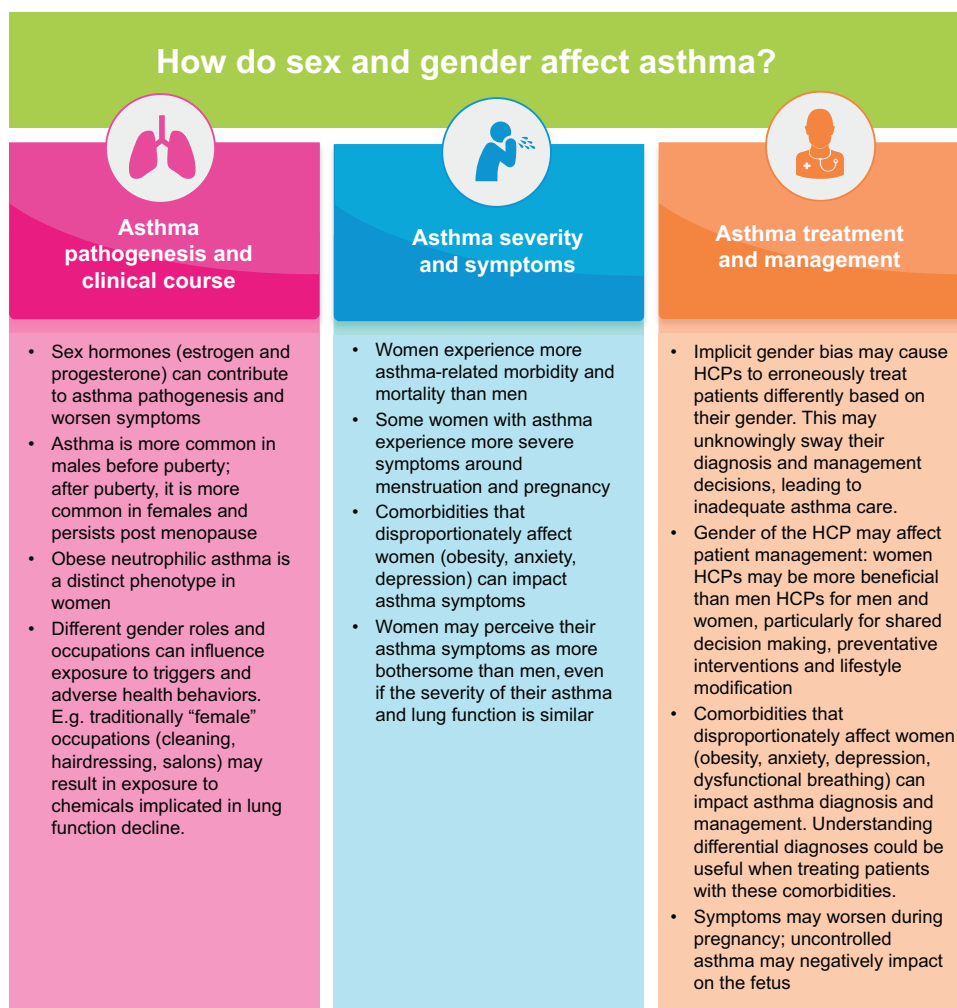 How do sex and gender affect asthma?
Asthma
pathogenesis and
clinical course
• Sex hormones (estrogen and
progesterone) can contribute
to asthma pathogenesis and
worsen symptoms
• Asthma is more common in
males before puberty;
after puberty, it is more
common in females and
persists post menopause
• Obese neutrophilic asthma is
a distinct phenotype in
women
• Different gender roles and
occupations can influence
exposure to triggers and
adverse health behaviors.
E.g. traditionally “female”
occupations (cleaning,
hairdressing, salons) may
result in exposure to
chemicals implicated in lung
function decline.
Asthma severity
and symptoms
• Women experience more
asthma-related morbidity and
mortality than men
• Some women with asthma
experience more severe
symptoms around
menstruation and pregnancy
• Comorbidities that
disproportionately affect
women (obesity, anxiety,
depression) can impact
asthma symptoms
• Women may perceive their
asthma symptoms as more
bothersome than men, even
if the severity of their asthma
and lung function is similar
Asthma treatment
and management
• Implicit gender bias may cause
HCPs to erroneously treat
patients differently based on
their gender. This may
unknowingly sway their
diagnosis and management
decisions, leading to
inadequate asthma care.
• Gender of the HCP may affect
patient management: women
HCPs may be more beneficial
than men HCPs for men and
women, particularly for shared
decision making, preventative
interventions and lifestyle
modification
• Comorbidities that
disproportionately affect women
(obesity, anxiety, depression,
dysfunctional breathing) can
impact asthma diagnosis and
management. Understanding
differential diagnoses could be
useful when treating patients
with these comorbidities.
• Symptoms may worsen during
pregnancy; uncontrolled
asthma may negatively impact
on the fetus